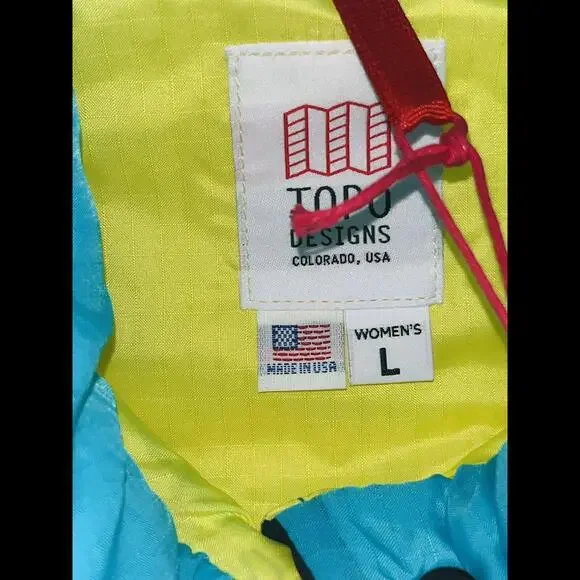 TOPO
DESIGNS
COLORADO, USA
MADE IN USA
WOMEN'S
L